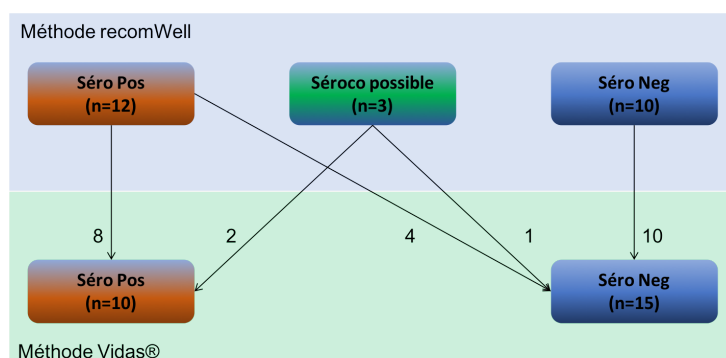 Méthode recomWell
Séro Pos
(n=12)
Séroco possible
(n=3)
Séro Neg
(n=10)
8
2
4
1
10
Séro Pos
(n=10)
Séro Neg
(n=15)
Méthode Vidas®